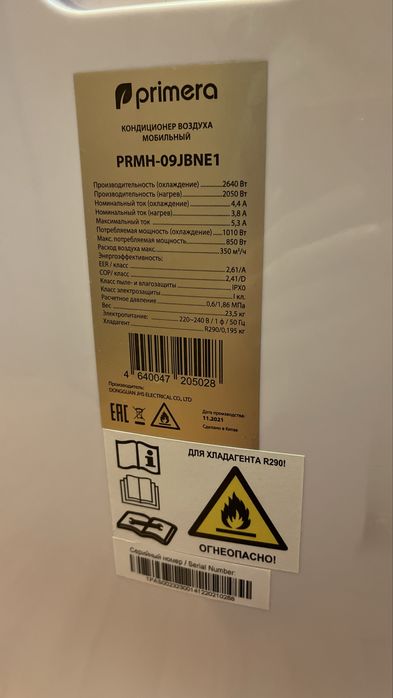 primera
КОНДИЦИОНЕР ВОЗДУХА
МОБИЛЬНЫЙ
PRMH-09JBNE1
Производительность (охлаждение) 2640 Вт
Производительность (нагрев) 2050 Вт
Номинальный ток (охлаждение) 4,4 А
Номинальный ток (нагрев) 3,8 А
Максимальный ток 5,3 А
Потребляемая мощность (охлаждение) 1010 Вт
Макс. потребляемая мощность 850 Вт
Расход воздуха макс. 350 м³/ч
Энергоэффективность:
EER / класс 2,61/A
COP/ класс 2,41/D
Класс пыле- и влагозащиты IPX0
Класс электрозащиты I кл.
Расчетное давление 0,6/1,86 МПа
Вес 23,5 кг
Электропитание: 220~240 В / 1 ф / 50 Гц
Хладагент R290/0,195 кг
4 640047 205028
Производитель:
DONGGUAN JHS ELECTRICAL CO., LTD
EAC
Дата производства:
11.2021
Сделано в Китае
ДЛЯ ХЛАДАГЕНТА R290!
ОГНЕОПАСНО!
Серийный номер / Serial Number